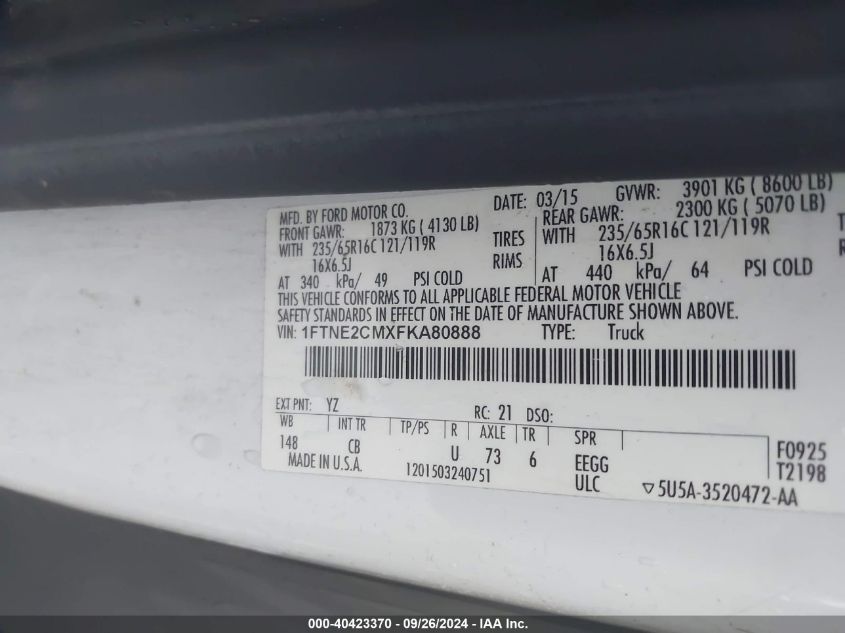 MFD. BY FORD MOTOR CO.
DATE: 03/15 GVWR: 3901 KG ( 8600 LB)
FRONT GAWR: 1873 KG ( 4130 LB)
REAR GAWR: 2300 KG ( 5070 LB)
WITH 235/65R16C 121/119R TIRES
WITH 235/65R16C 121/119R
16X6.5J RIMS
16X6.5J
AT 340 kPa/ 49 PSI COLD
AT 440 kPa/ 64 PSI COLD
THIS VEHICLE CONFORMS TO ALL APPLICABLE FEDERAL MOTOR VEHICLE
SAFETY STANDARDS IN EFFECT ON THE DATE OF MANUFACTURE SHOWN ABOVE.
VIN: 1FTNE2CMXFKA80888 TYPE: Truck
EXT PNT: YZ RC: 21 DSO:
WB INT TR TP/PS R AXLE TR SPR
148 CB U 73 6 EEGG
F0925
MADE IN U.S.A. 1201503240751 ULC
T2198
▽5U5A-3520472-AA
000-40423370 - 09/26/2024 - Copyright © 2024 IAA, Inc.